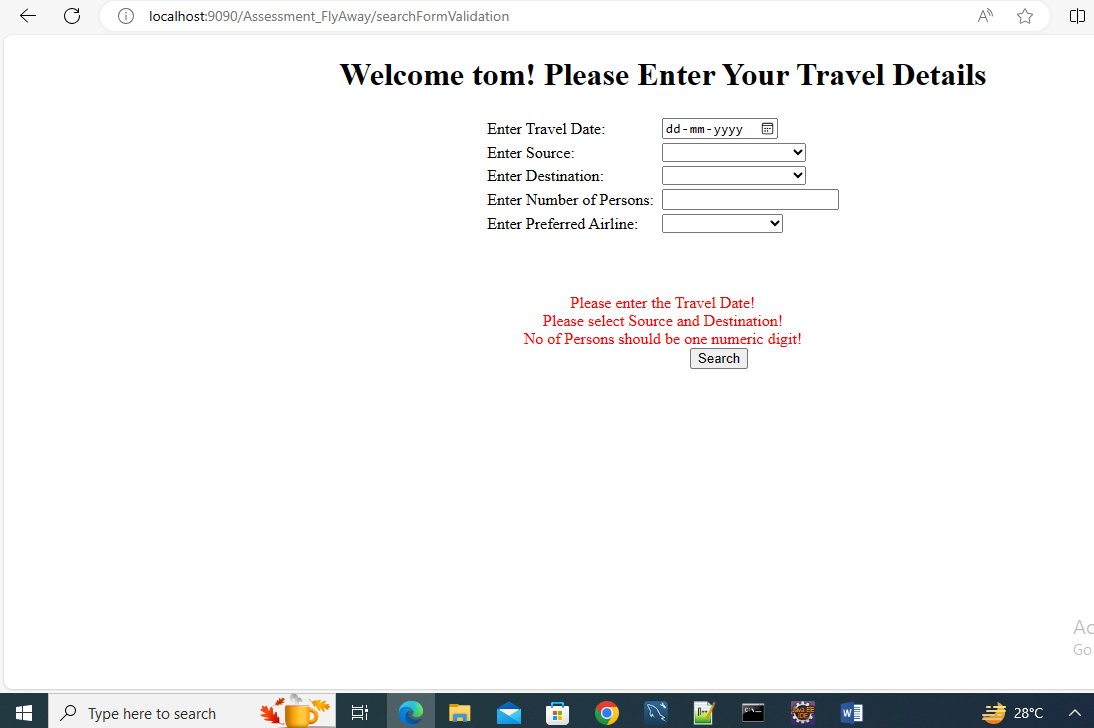 localhost:9090/Assessment_FlyAway/searchFormValidation
Welcome tom! Please Enter Your Travel Details
Enter Travel Date: dd-mm-yyyy
Enter Source:
Enter Destination:
Enter Number of Persons:
Enter Preferred Airline:
Please enter the Travel Date!
Please select Source and Destination!
No of Persons should be one numeric digit!
Search
Ac
Go
Type here to search
28°C